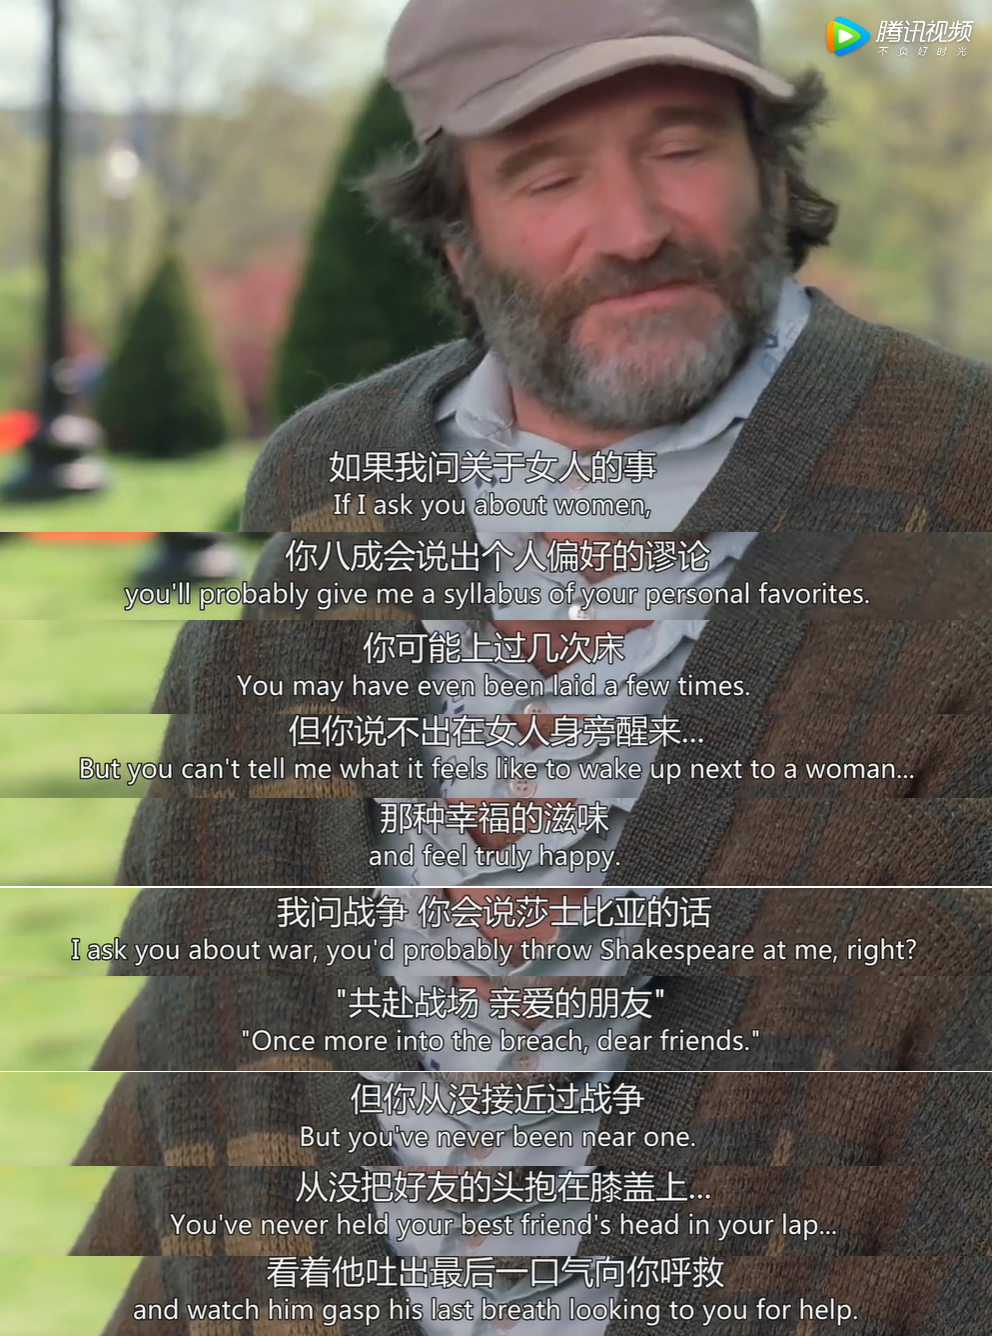 腾讯视频
不负好时光
如果我问关于女人的事
If I ask you about women,
你八成会说出个人偏好的谬论
you'll probably give me a syllabus of your personal favorites.
你可能上过几次床
You may have even been laid a few times.
但你说不出在女人身旁醒来...
But you can't tell me what it feels like to wake up next to a woman...
那种幸福的滋味
and feel truly happy.
我问战争 你会说莎士比亚的话
I ask you about war, you'd probably throw Shakespeare at me, right?
"共赴战场 亲爱的朋友"
"Once more into the breach, dear friends."
但你从没接近过战争
But you've never been near one.
从没把好友的头抱在膝盖上...
You've never held your best friend's head in your lap...
看着他吐出最后一口气向你呼救
and watch him gasp his last breath looking to you for help.